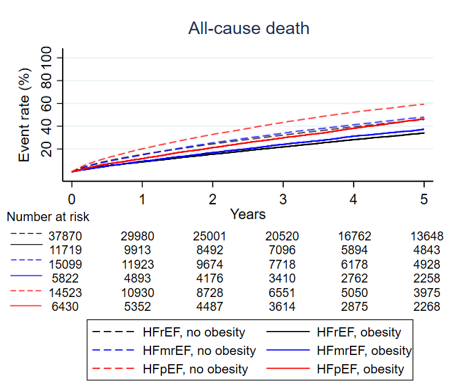 All-cause death
Event rate (%)
100
80
60
40
20
0 1 2 3 4 5
Years
Number at risk
37870 29980 25001 20520 16762 13648
11719 9913 8492 7096 5894 4843
15099 11923 9674 7718 6178 4928
5822 4893 4176 3410 2762 2258
14523 10930 8728 6551 5050 3975
6430 5352 4487 3614 2875 2268
HFrEF, no obesity HFrEF, obesity
HFmrEF, no obesity HFmrEF, obesity
HFpEF, no obesity HFpEF, obesity